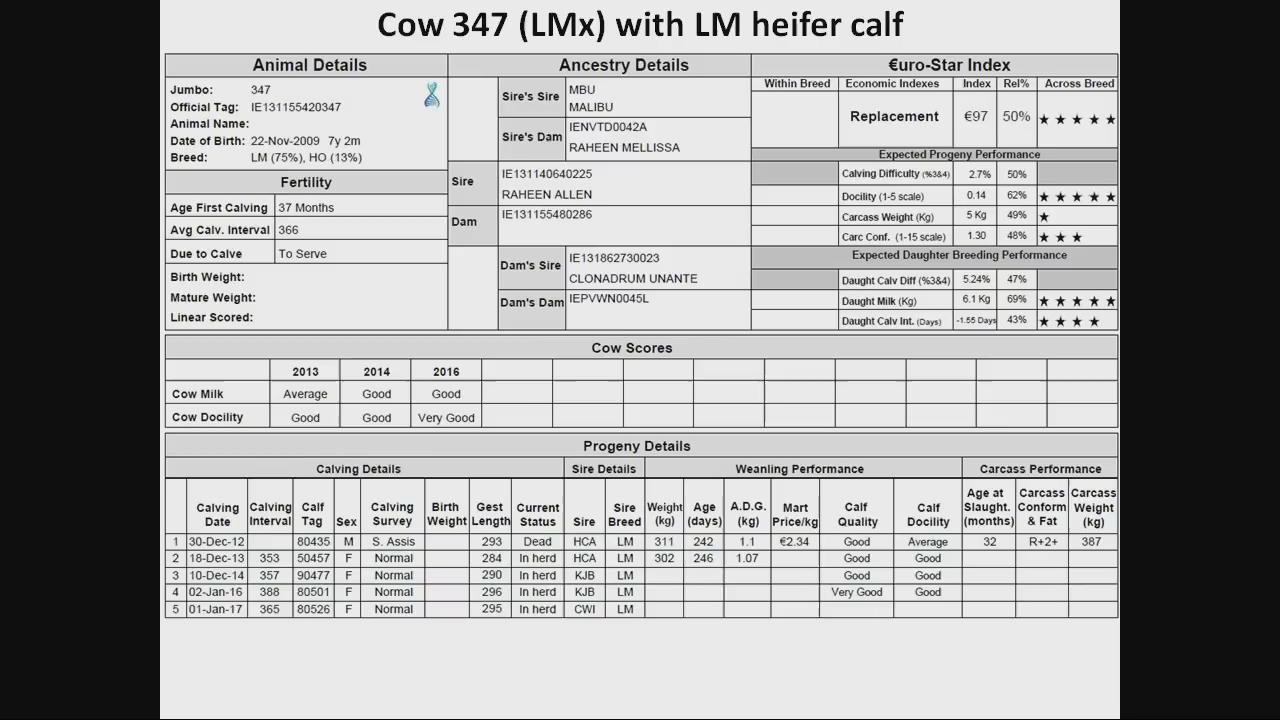 Cow 347 (LMx) with LM heifer calf
Animal Details
Jumbo: 347
Official Tag: IE131155420347
Animal Name:
Date of Birth: 22-Nov-2009 7y 2m
Breed: LM (75%), HO (13%)
Fertility
Age First Calving 37 Months
Avg Calv. Interval 366
Due to Calve To Serve
Birth Weight:
Mature Weight:
Linear Scored:
Ancestry Details
Sire's Sire MBU
MALIBU
Sire's Dam IENVTD0042A
RAHEEN MELLISSA
Sire IE131140640225
RAHEEN ALLEN
Dam IE131155480286
Dam's Sire IE131862730023
CLONADRUM UNANTE
Dam's Dam IEPVWN0045L
€uro-Star Index
Within Breed Economic Indexes Index Rel% Across Breed
Replacement €97 50% ★ ★ ★ ★ ★
Expected Progeny Performance
Calving Difficulty (%3&4) 2.7% 50%
Docility (1-5 scale) 0.14 62% ★ ★ ★ ★ ★
Carcass Weight (Kg) 5 Kg 49% ★
Carc Conf. (1-15 scale) 1.30 48% ★ ★ ★
Expected Daughter Breeding Performance
Daught Calv Diff (%3&4) 5.24% 47%
Daught Milk (Kg) 6.1 Kg 69% ★ ★ ★ ★ ★
Daught Calv Int. (Days) -1.55 Days 43% ★ ★ ★ ★
Cow Scores
2013 2014 2016
Cow Milk Average Good Good
Cow Docility Good Good Very Good
Progeny Details
Calving Details Sire Details Weanling Performance Carcass Performance
Calving Date Calving Interval Calf Tag Sex Calving Survey Birth Weight Gest Length Current Status Sire Sire Breed Weight (kg) Age (days) A.D.G. (kg) Mart Price/kg Calf Quality Calf Docility Age at Slaught. (months) Carcass Conform & Fat Carcass Weight (kg)
1 30-Dec-12 80435 M S. Assis 293 Dead HCA LM 311 242 1.1 €2.34 Good Average 32 R+2+ 387
2 18-Dec-13 353 50457 F Normal 284 In herd HCA LM 302 246 1.07 Good Good
3 10-Dec-14 357 90477 F Normal 290 In herd KJB LM Good Good
4 02-Jan-16 388 80501 F Normal 296 In herd KJB LM Very Good Good
5 01-Jan-17 365 80526 F Normal 295 In herd CWI LM